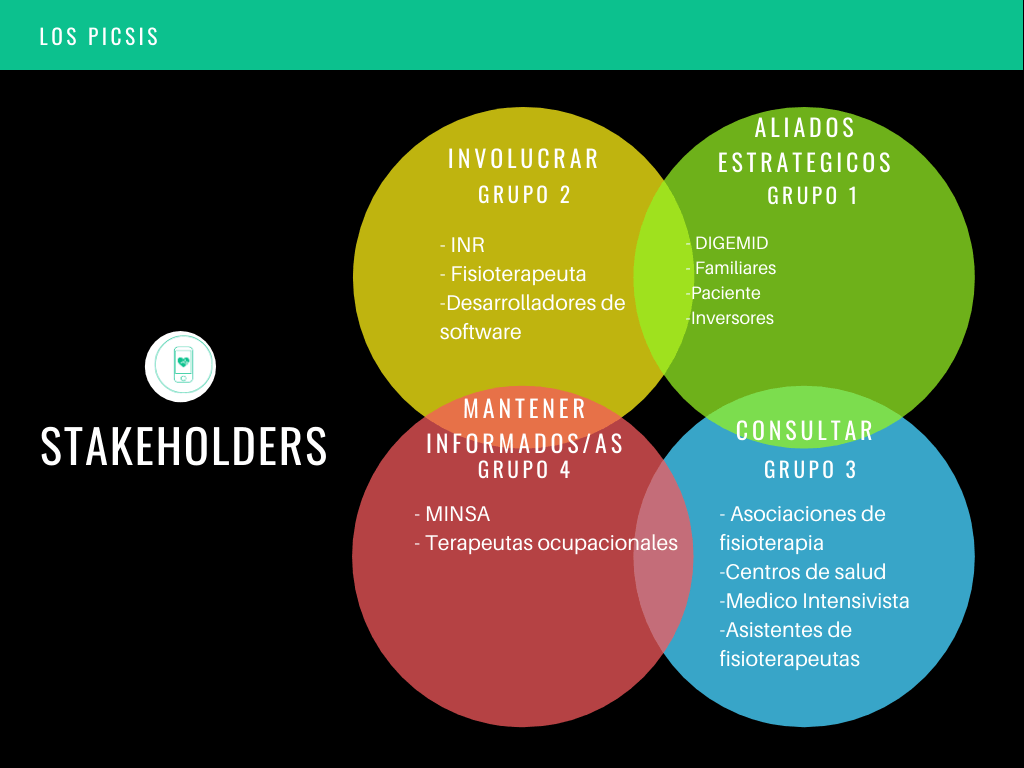 LOS PICSIS
STAKEHOLDERS
INVOLUCRAR
GRUPO 2
- INR
- Fisioterapeuta
-Desarrolladores de
software
ALIADOS
ESTRATEGICOS
GRUPO 1
- DIGEMID
- Familiares
-Paciente
-Inversores
MANTENER
INFORMADOS/AS
GRUPO 4
- MINSA
- Terapeutas ocupacionales
CONSULTAR
GRUPO 3
- Asociaciones de
fisioterapia
-Centros de salud
-Medico Intensivista
-Asistentes de
fisioterapeutas